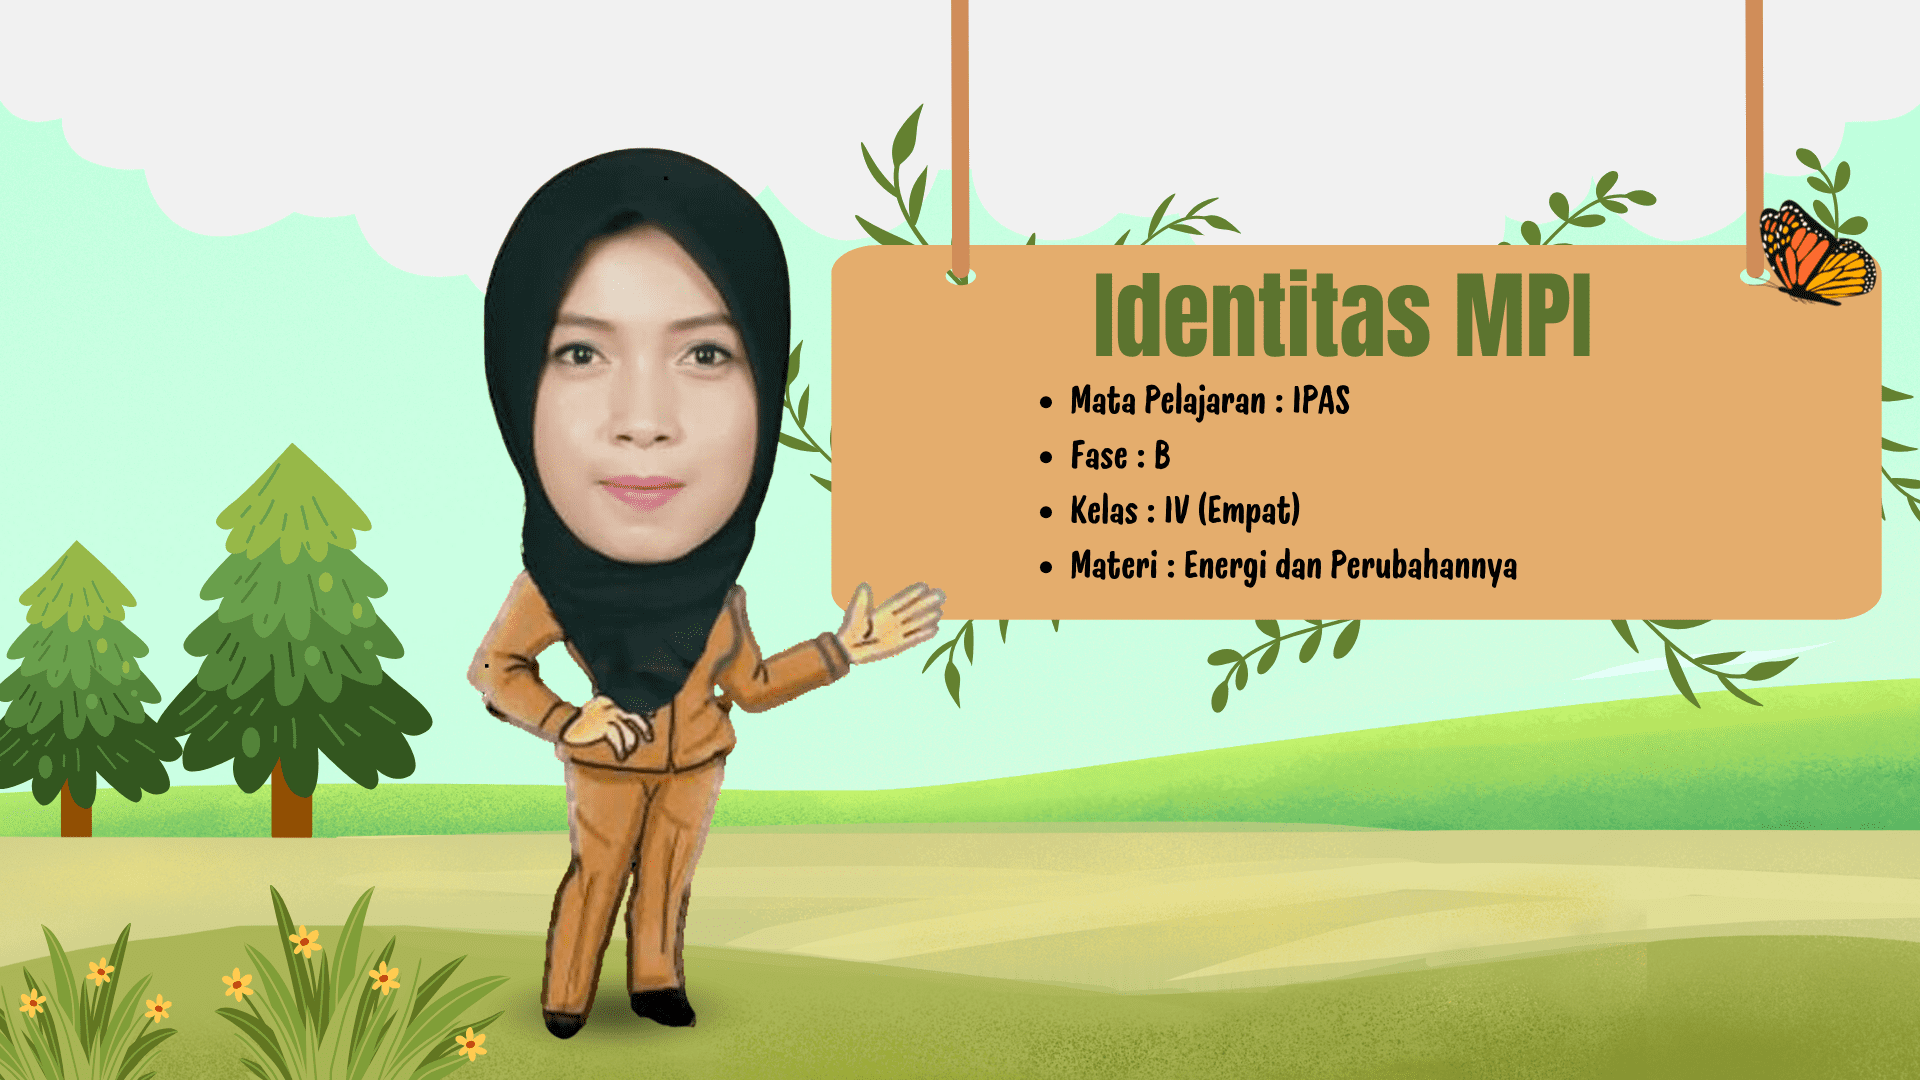 Identitas MPI
• Mata Pelajaran : IPAS
• Fase : B
• Kelas : IV (Empat)
• Materi : Energi dan Perubahannya